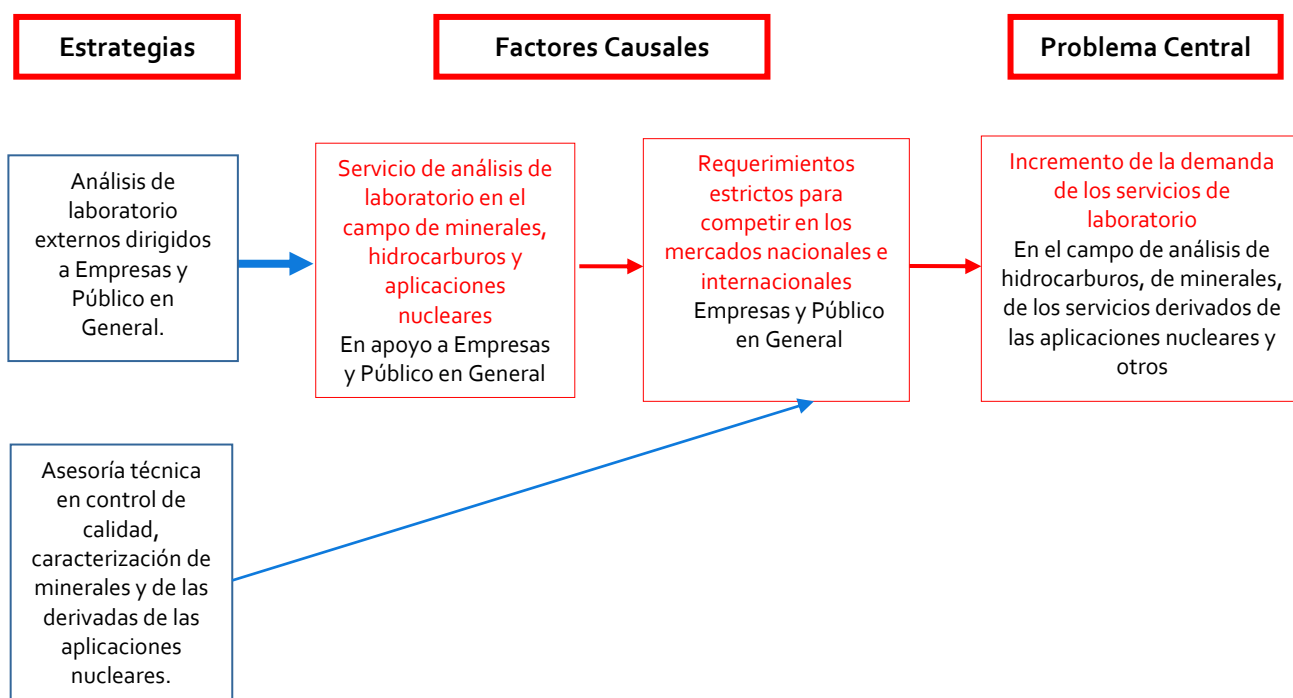 Estrategias
Factores Causales
Problema Central
Análisis de
laboratorio
externos dirigidos
a Empresas y
Público en
General.
Servicio de análisis de
laboratorio en el
campo de minerales,
hidrocarburos y
aplicaciones
nucleares
En apoyo a Empresas
y Público en General
Requerimientos
estrictos para
competir en los
mercados nacionales e
internacionales
Empresas y Público
en General
Incremento de la demanda
de los servicios de
laboratorio
En el campo de análisis de
hidrocarburos, de minerales,
de los servicios derivados de
las aplicaciones nucleares y
otros
Asesoría técnica
en control de
calidad,
caracterización de
minerales y de las
derivadas de las
aplicaciones
nucleares.